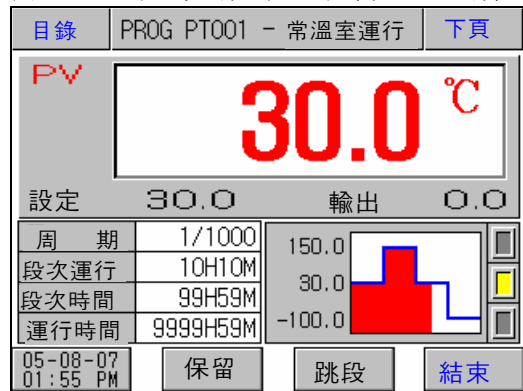 目錄 PROG PT001 - 常溫室運行 下頁
PV 30.0 ℃
設定 30.0 輸出 0.0
周 期 1/1000
段次運行 10H10M
段次時間 99H59M
運行時間 9999H59M
150.0
30.0
-100.0
05-08-07
01:55 PM
保留 跳段 結束